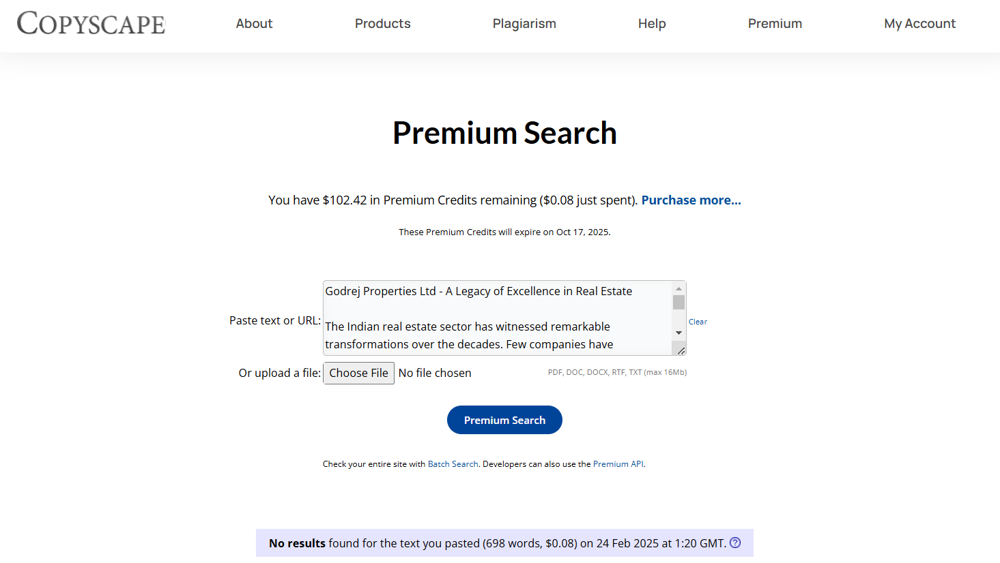 COPYSCAPE
About
Products
Plagiarism
Help
Premium
My Account
Premium Search
You have $102.42 in Premium Credits remaining ($0.08 just spent). Purchase more...
These Premium Credits will expire on Oct 17, 2025.
Paste text or URL:
Godrej Properties Ltd - A Legacy of Excellence in Real Estate
The Indian real estate sector has witnessed remarkable
transformations over the decades. Few companies have
Clear
Or upload a file: Choose File No file chosen PDF, DOC, DOCX, RTF, TXT (max 16Mb)
Premium Search
Check your entire site with Batch Search. Developers can also use the Premium API.
No results found for the text you pasted (698 words, $0.08) on 24 Feb 2025 at 1:20 GMT. ?